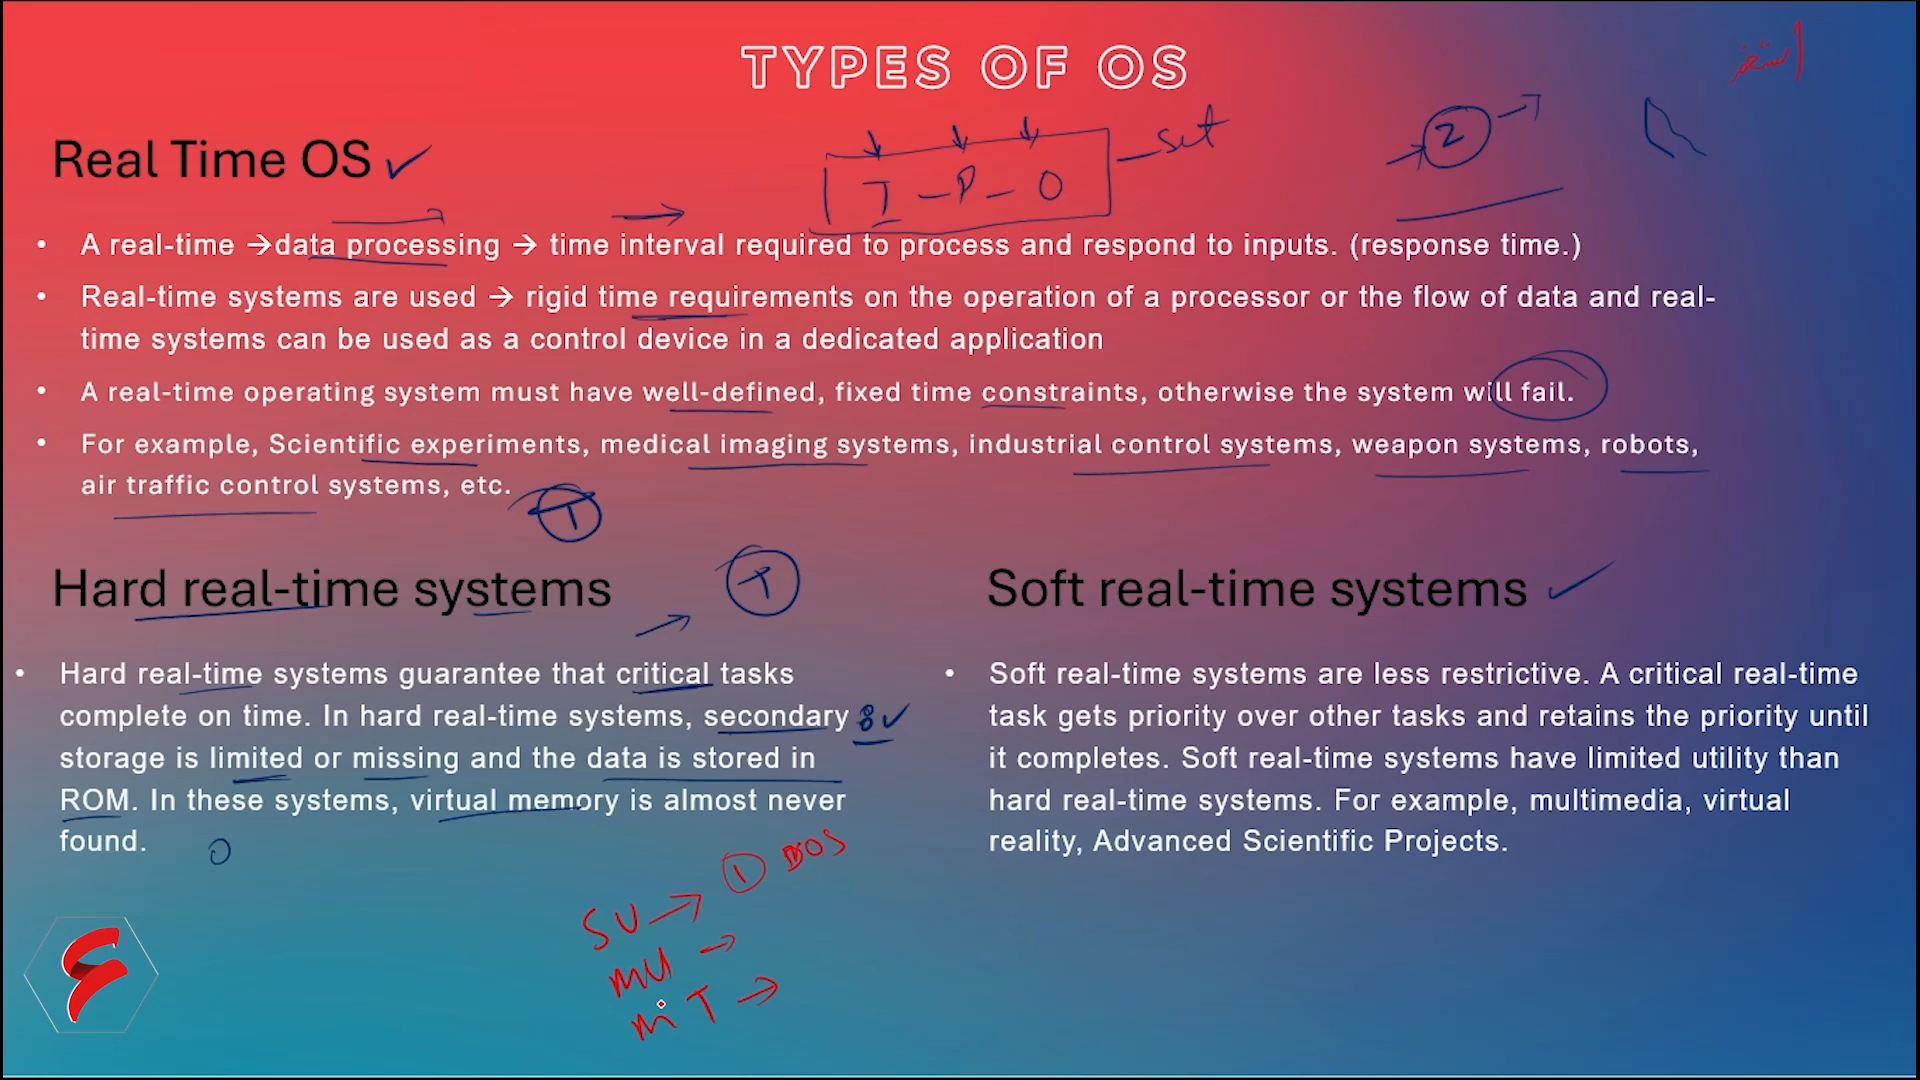 TYPES OF OS
Real Time OS
T - P - O
set
2
• A real-time →data processing → time interval required to process and respond to inputs. (response time.)
• Real-time systems are used → rigid time requirements on the operation of a processor or the flow of data and real-
time systems can be used as a control device in a dedicated application
• A real-time operating system must have well-defined, fixed time constraints, otherwise the system will fail.
• For example, Scientific experiments, medical imaging systems, industrial control systems, weapon systems, robots,
air traffic control systems, etc.
T
Hard real-time systems
T
• Hard real-time systems guarantee that critical tasks
complete on time. In hard real-time systems, secondary
storage is limited or missing and the data is stored in
ROM. In these systems, virtual memory is almost never
found.
Soft real-time systems
• Soft real-time systems are less restrictive. A critical real-time
task gets priority over other tasks and retains the priority until
it completes. Soft real-time systems have limited utility than
hard real-time systems. For example, multimedia, virtual
reality, Advanced Scientific Projects.
SU → 1 DOS
MU →
MT →